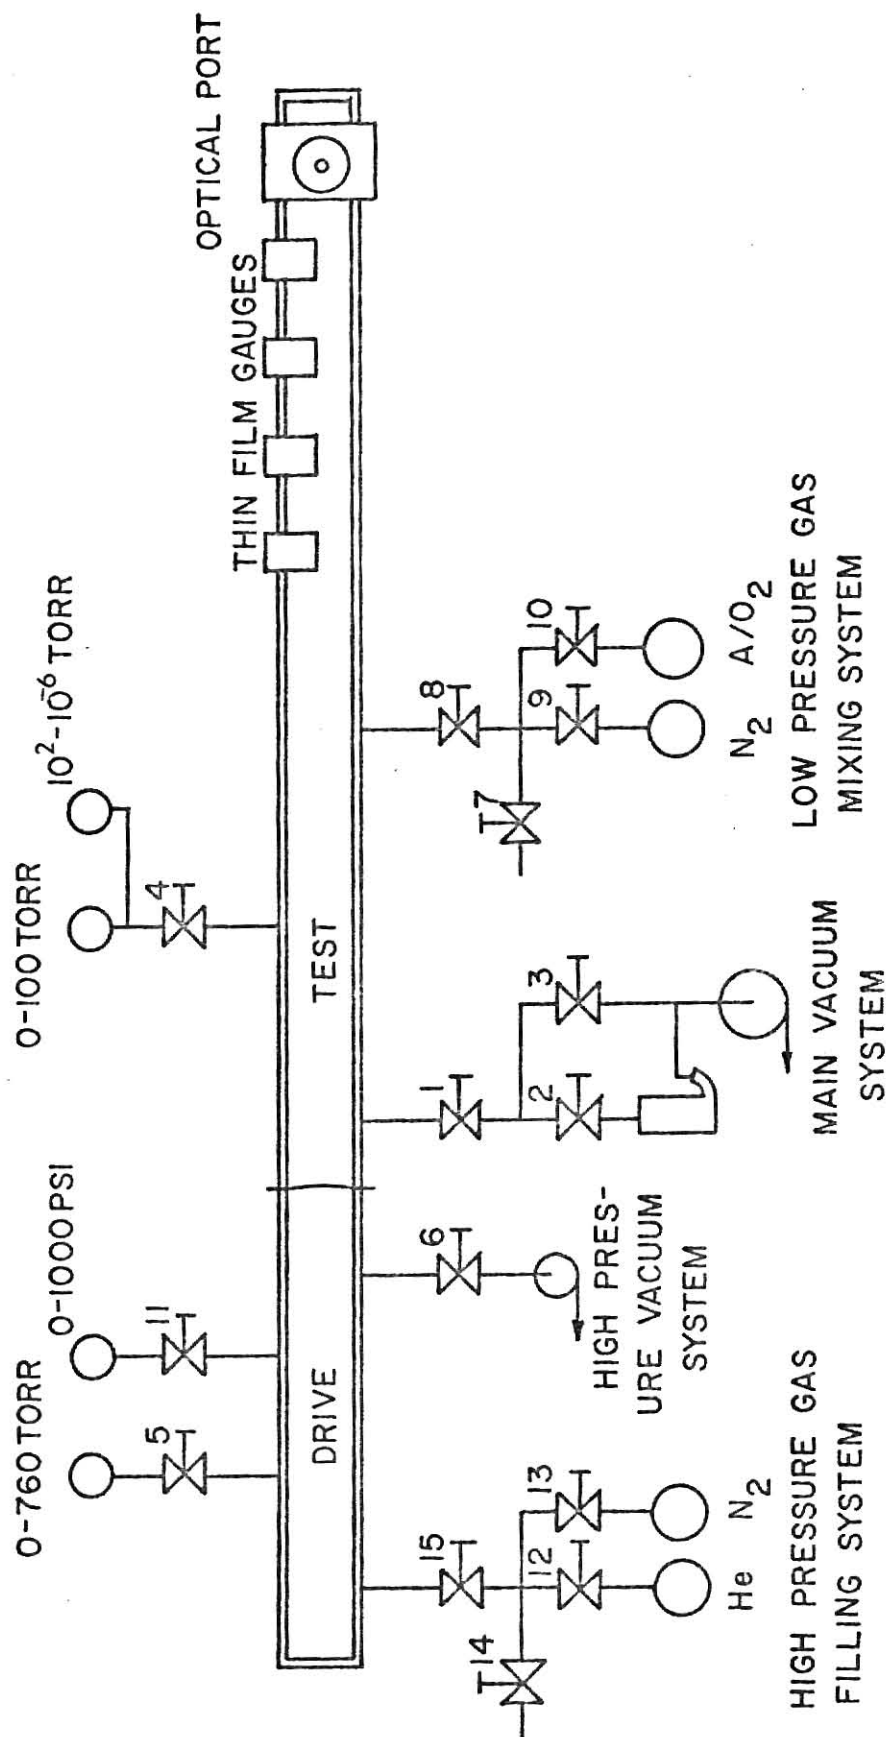 0-760 TORR
0-1000 PSI
0-100 TORR
10²-10⁻⁶ TORR
THIN FILM GAUGES
OPTICAL PORT
5
11
4
DRIVE
TEST
15
6
1
8
14
12
13
2
3
7
9
10
He
N₂
HIGH PRESSURE GAS
FILLING SYSTEM
HIGH PRES-
URE VACUUM
SYSTEM
MAIN VACUUM
SYSTEM
N₂
A/O₂
LOW PRESSURE GAS
MIXING SYSTEM